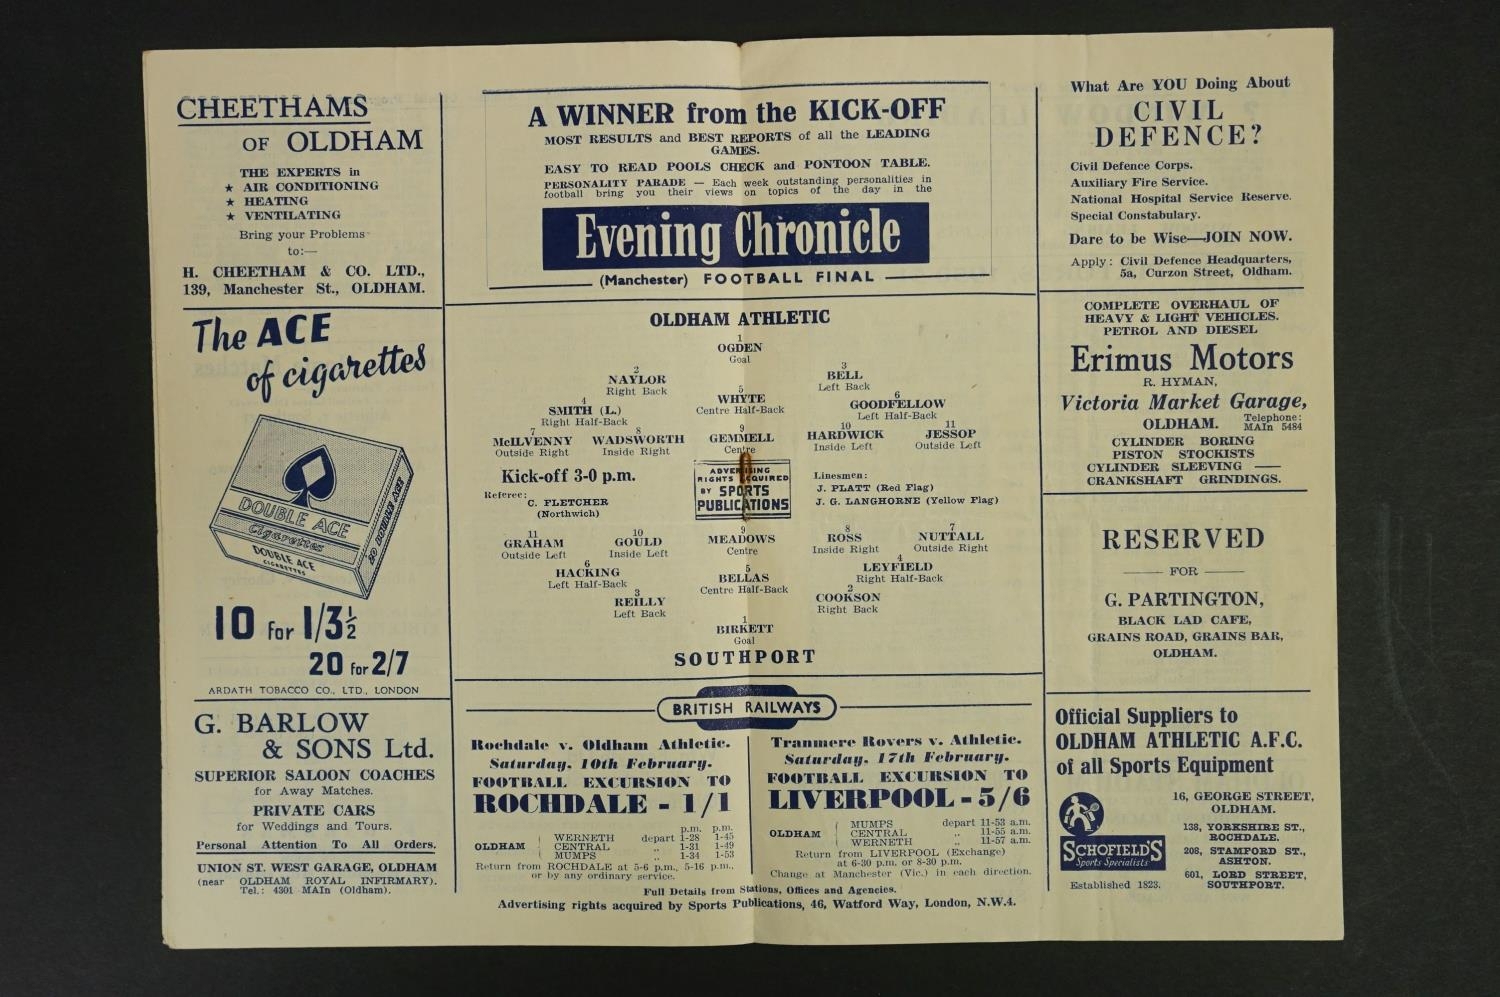 CHEETHAMS
OF OLDHAM
THE EXPERTS in
★ AIR CONDITIONING
★ HEATING
★ VENTILATING
Bring your Problems
to:—
H. CHEETHAM & CO. LTD.,
139, Manchester St., OLDHAM.
The ACE
of cigarettes
DOUBLE ACE
Cigarettes
DOUBLE ACE
CIGARETTES
20 DOUBLE ACE
10 for 1/3½
20 for 2/7
ARDATH TOBACCO CO., LTD., LONDON
G. BARLOW
& SONS Ltd.
SUPERIOR SALOON COACHES
for Away Matches.
PRIVATE CARS
for Weddings and Tours.
Personal Attention To All Orders.
UNION ST. WEST GARAGE, OLDHAM
(near OLDHAM ROYAL INFIRMARY).
Tel.: 4301 MAIn (Oldham).
A WINNER from the KICK-OFF
MOST RESULTS and BEST REPORTS of all the LEADING
GAMES.
EASY TO READ POOLS CHECK and PONTOON TABLE.
PERSONALITY PARADE — Each week outstanding personalities in
football bring you their views on topics of the day in the
Evening Chronicle
(Manchester) FOOTBALL FINAL
OLDHAM ATHLETIC
1
OGDEN
Goal
2 3
NAYLOR BELL
Right Back Left Back
4 5 6
SMITH (L.) WHYTE GOODFELLOW
Right Half-Back Centre Half-Back Left Half-Back
7 8 9 10 11
McILVENNY WADSWORTH GEMMELL HARDWICK JESSOP
Outside Right Inside Right Centre Inside Left Outside Left
Kick-off 3-0 p.m.
Referee:
C. FLETCHER
(Northwich)
ADVERTISING
RIGHTS ACQUIRED
BY SPORTS
PUBLICATIONS
Linesmen:
J. PLATT (Red Flag)
J. G. LANGHORNE (Yellow Flag)
11 10 9 8 7
GRAHAM GOULD MEADOWS ROSS NUTTALL
Outside Left Inside Left Centre Inside Right Outside Right
6 5 4
HACKING BELLAS LEYFIELD
Left Half-Back Centre Half-Back Right Half-Back
3 2
REILLY COOKSON
Left Back Right Back
1
BIRKETT
Goal
SOUTHPORT
BRITISH RAILWAYS
Rochdale v. Oldham Athletic.
Saturday, 10th February.
FOOTBALL EXCURSION TO
ROCHDALE - 1/1
p.m. p.m.
OLDHAM WERNETH depart 1-28 1-45
CENTRAL ,, 1-31 1-49
MUMPS ,, 1-34 1-53
Return from ROCHDALE at 5-6 p.m., 5-16 p.m.,
or by any ordinary service.
Tranmere Rovers v. Athletic.
Saturday, 17th February.
FOOTBALL EXCURSION TO
LIVERPOOL - 5/6
OLDHAM MUMPS depart 11-53 a.m.
CENTRAL ,, 11-55 a.m.
WERNETH ,, 11-57 a.m.
Return from LIVERPOOL (Exchange)
at 6-30 p.m. or 8-30 p.m.
Change at Manchester (Vic.) in each direction.
Full Details from Stations, Offices and Agencies.
Advertising rights acquired by Sports Publications, 46, Watford Way, London, N.W.4.
What Are YOU Doing About
CIVIL
DEFENCE?
Civil Defence Corps.
Auxiliary Fire Service.
National Hospital Service Reserve.
Special Constabulary.
Dare to be Wise—JOIN NOW.
Apply: Civil Defence Headquarters,
5a, Curzon Street, Oldham.
COMPLETE OVERHAUL OF
HEAVY & LIGHT VEHICLES.
PETROL AND DIESEL
Erimus Motors
R. HYMAN,
Victoria Market Garage,
OLDHAM. Telephone:
MAIn 5484
CYLINDER BORING
PISTON STOCKISTS
CYLINDER SLEEVING —
CRANKSHAFT GRINDINGS.
RESERVED
FOR
G. PARTINGTON,
BLACK LAD CAFE,
GRAINS ROAD, GRAINS BAR,
OLDHAM.
Official Suppliers to
OLDHAM ATHLETIC A.F.C.
of all Sports Equipment
SCHOFIELD'S
Sports Specialists
Established 1823.
16, GEORGE STREET,
OLDHAM.
138, YORKSHIRE ST.,
ROCHDALE.
208, STAMFORD ST.,
ASHTON.
601, LORD STREET,
SOUTHPORT.